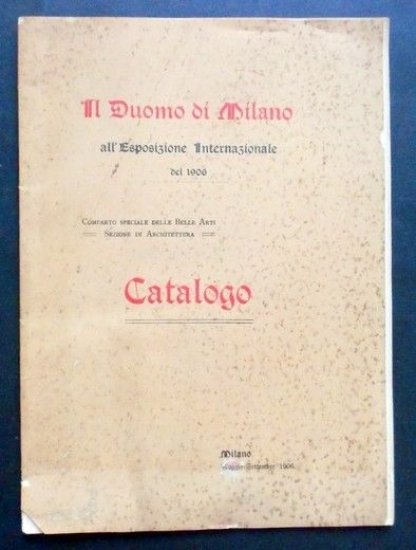 Il Duomo di Milano
all'Esposizione Internazionale
del 1906
Comparto speciale delle Belle Arti
Sezione di Architettura
Catalogo
Milano
Settembre 1906